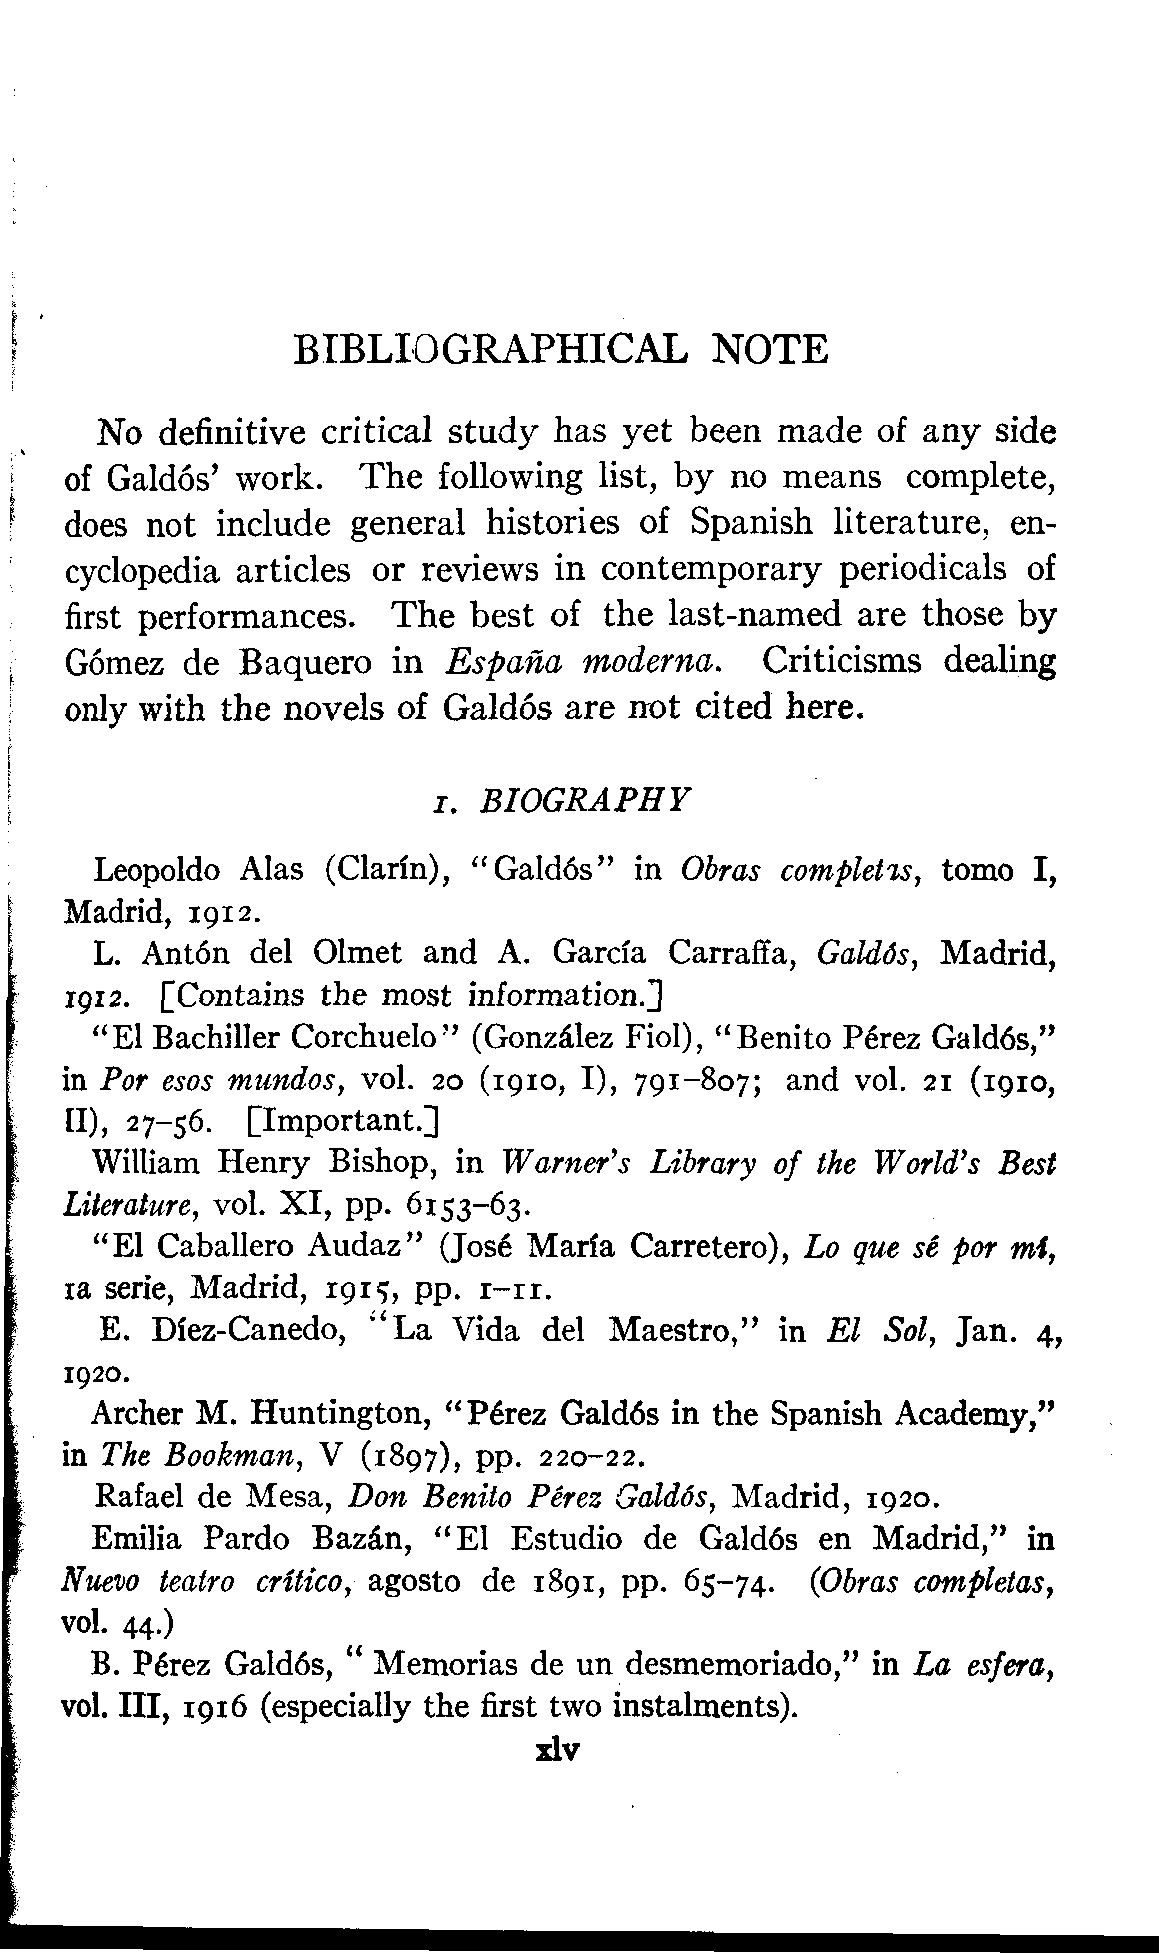 BIBLIOGRAPHICAL NOTE
No definitive critical study has yet been made of any side
of Galdós' work. The following list, by no means complete,
does not include general histories of Spanish literature, en-
cyclopedia articles or reviews in contemporary periodicals of
first performances. The best of the last-named are those by
Gómez de Baquero in España moderna. Criticisms dealing
only with the novels of Galdós are not cited here.
1. BIOGRAPHY
Leopoldo Alas (Clarín), "Galdós" in Obras completas, tomo I,
Madrid, 1912.
L. Antón del Olmet and A. García Carraffa, Galdós, Madrid,
1912. [Contains the most information.]
"El Bachiller Corchuelo" (González Fiol), "Benito Pérez Galdós,"
in Por esos mundos, vol. 20 (1910, I), 791–807; and vol. 21 (1910,
II), 27–56. [Important.]
William Henry Bishop, in Warner's Library of the World's Best
Literature, vol. XI, pp. 6153–63.
"El Caballero Audaz" (José María Carretero), Lo que sé por mí,
1a serie, Madrid, 1915, pp. 1–11.
E. Díez-Canedo, "La Vida del Maestro," in El Sol, Jan. 4,
1920.
Archer M. Huntington, "Pérez Galdós in the Spanish Academy,"
in The Bookman, V (1897), pp. 220–22.
Rafael de Mesa, Don Benito Pérez Galdós, Madrid, 1920.
Emilia Pardo Bazán, "El Estudio de Galdós en Madrid," in
Nuevo teatro crítico, agosto de 1891, pp. 65–74. (Obras completas,
vol. 44.)
B. Pérez Galdós, "Memorias de un desmemoriado," in La esfera,
vol. III, 1916 (especially the first two instalments).
xlv